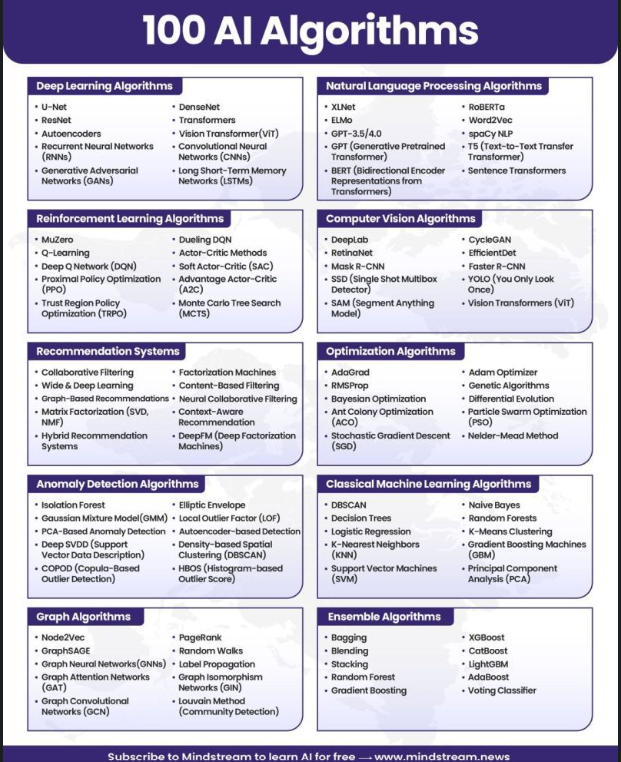 100 AI Algorithms
Deep Learning Algorithms
• U-Net
• ResNet
• Autoencoders
• Recurrent Neural Networks
(RNNs)
• Generative Adversarial
Networks (GANs)
• DenseNet
• Transformers
• Vision Transformer(ViT)
• Convolutional Neural
Networks (CNNs)
• Long Short-Term Memory
Networks (LSTMs)
Natural Language Processing Algorithms
• XLNet
• ELMo
• GPT-3.5/4.0
• GPT (Generative Pretrained
Transformer)
• BERT (Bidirectional Encoder
Representations from
Transformers)
• RoBERTa
• Word2Vec
• spaCy NLP
• T5 (Text-to-Text Transfer
Transformer)
• Sentence Transformers
Reinforcement Learning Algorithms
• MuZero
• Q-Learning
• Deep Q Network (DQN)
• Proximal Policy Optimization
(PPO)
• Trust Region Policy
Optimization (TRPO)
• Dueling DQN
• Actor-Critic Methods
• Soft Actor-Critic (SAC)
• Advantage Actor-Critic
(A2C)
• Monte Carlo Tree Search
(MCTS)
Computer Vision Algorithms
• DeepLab
• RetinaNet
• Mask R-CNN
• SSD (Single Shot Multibox
Detector)
• SAM (Segment Anything
Model)
• CycleGAN
• EfficientDet
• Faster R-CNN
• YOLO (You Only Look
Once)
• Vision Transformers (ViT)
Recommendation Systems
• Collaborative Filtering
• Wide & Deep Learning
• Graph-Based Recommendations
• Matrix Factorization (SVD,
NMF)
• Hybrid Recommendation
Systems
• Factorization Machines
• Content-Based Filtering
• Neural Collaborative Filtering
• Context-Aware
Recommendation
• DeepFM (Deep Factorization
Machines)
Optimization Algorithms
• AdaGrad
• RMSProp
• Bayesian Optimization
• Ant Colony Optimization
(ACO)
• Stochastic Gradient Descent
(SGD)
• Adam Optimizer
• Genetic Algorithms
• Differential Evolution
• Particle Swarm Optimization
(PSO)
• Nelder-Mead Method
Anomaly Detection Algorithms
• Isolation Forest
• Gaussian Mixture Model(GMM)
• PCA-Based Anomaly Detection
• Deep SVDD (Support
Vector Data Description)
• COPOD (Copula-Based
Outlier Detection)
• Elliptic Envelope
• Local Outlier Factor (LOF)
• Autoencoder-based Detection
• Density-based Spatial
Clustering (DBSCAN)
• HBOS (Histogram-based
Outlier Score)
Classical Machine Learning Algorithms
• DBSCAN
• Decision Trees
• Logistic Regression
• K-Nearest Neighbors
(KNN)
• Support Vector Machines
(SVM)
• Naive Bayes
• Random Forests
• K-Means Clustering
• Gradient Boosting Machines
(GBM)
• Principal Component
Analysis (PCA)
Graph Algorithms
• Node2Vec
• GraphSAGE
• Graph Neural Networks(GNNs)
• Graph Attention Networks
(GAT)
• Graph Convolutional
Networks (GCN)
• PageRank
• Random Walks
• Label Propagation
• Graph Isomorphism
Networks (GIN)
• Louvain Method
(Community Detection)
Ensemble Algorithms
• Bagging
• Blending
• Stacking
• Random Forest
• Gradient Boosting
• XGBoost
• CatBoost
• LightGBM
• AdaBoost
• Voting Classifier
Subscribe to Mindstream to learn AI for free → www.mindstream.news